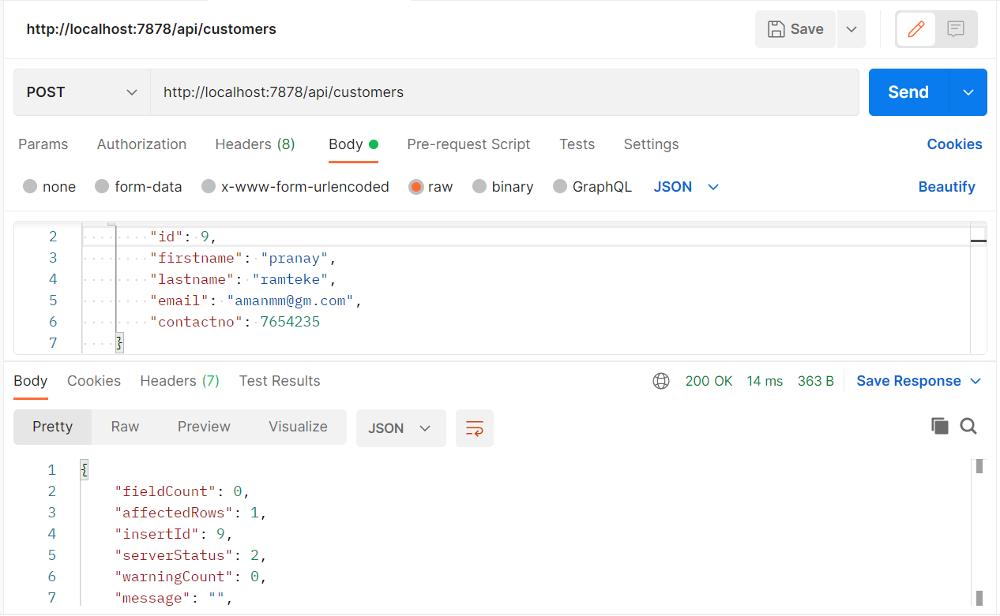 http://localhost:7878/api/customers Save
POST http://localhost:7878/api/customers Send
Params Authorization Headers (8) Body Pre-request Script Tests Settings Cookies
none form-data x-www-form-urlencoded raw binary GraphQL JSON Beautify
2 "id": 9,
3 "firstname": "pranay",
4 "lastname": "ramteke",
5 "email": "amanmm@gm.com",
6 "contactno": 7654235
7 }
Body Cookies Headers (7) Test Results 200 OK 14 ms 363 B Save Response
Pretty Raw Preview Visualize JSON
1 {
2 "fieldCount": 0,
3 "affectedRows": 1,
4 "insertId": 9,
5 "serverStatus": 2,
6 "warningCount": 0,
7 "message": "",